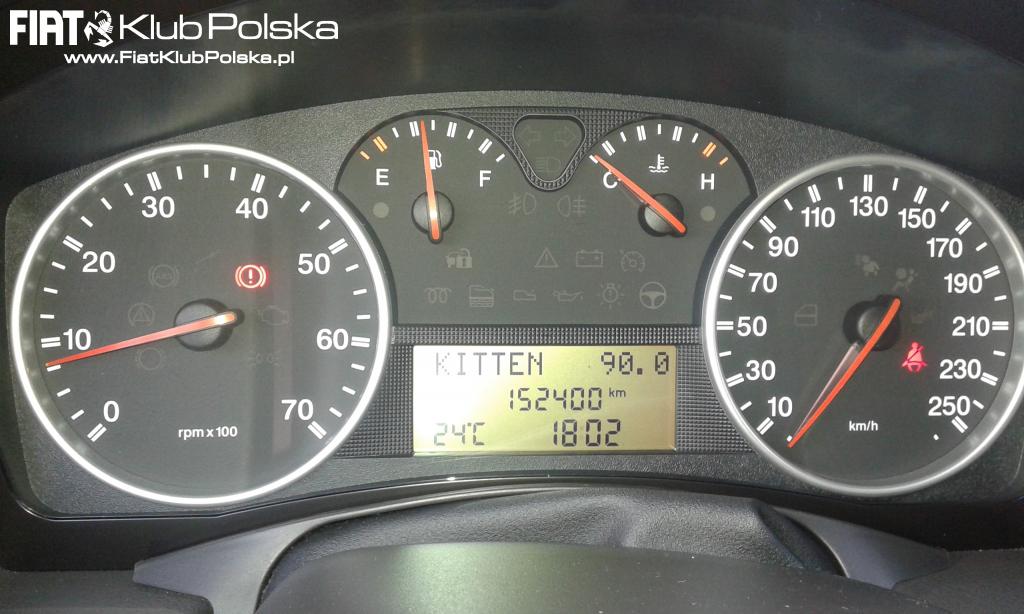 FIAT Klub Polska
www.FiatKlubPolska.pl
E F
C H
0 10 20 30 40 50 60 70
rpm x 100
10 30 50 70 90 110 130 150 170 190 210 230 250
km/h
KITTEN 90.0
152400 km
24°C 1802